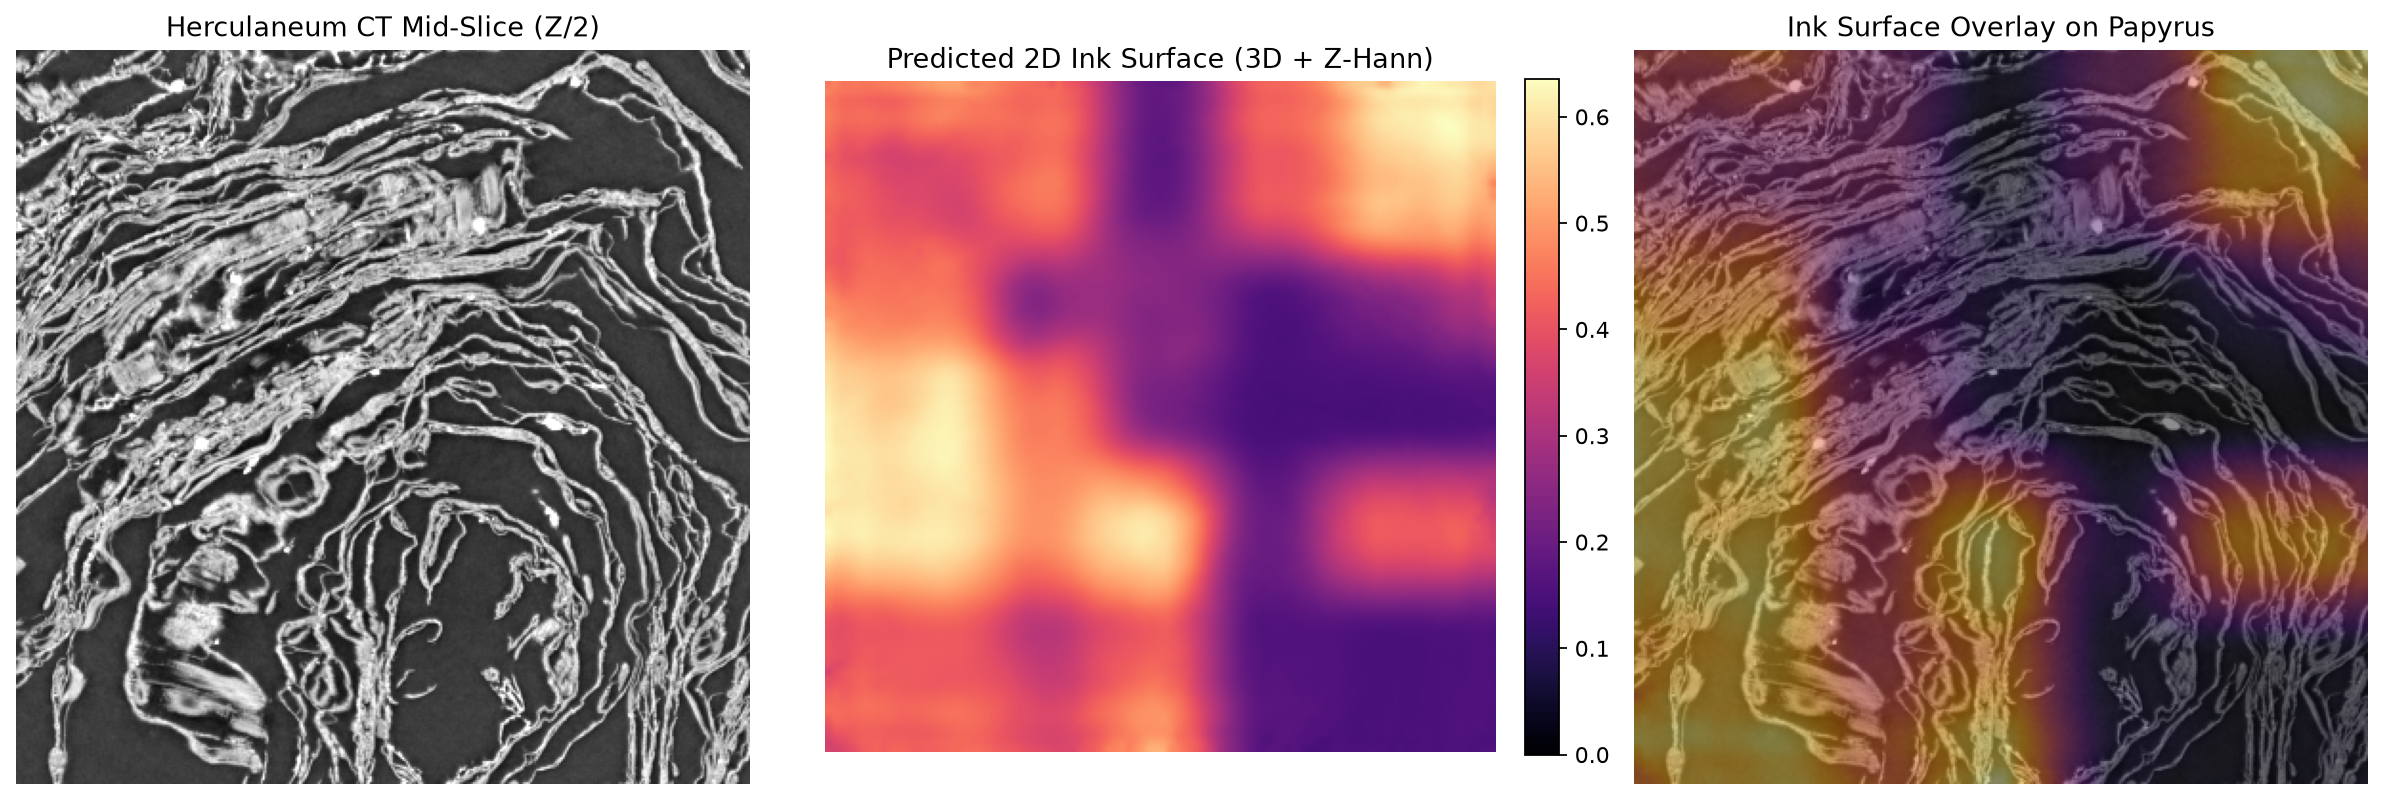 Herculaneum CT Mid-Slice (Z/2)
Predicted 2D Ink Surface (3D + Z-Hann)
Ink Surface Overlay on Papyrus
0.6
0.5
0.4
0.3
0.2
0.1
0.0